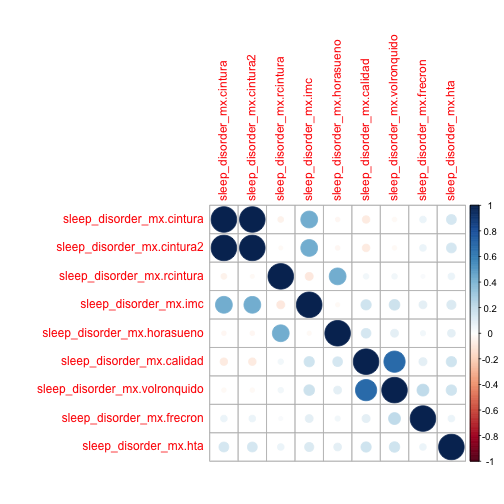 sleep_disorder_mx.cintura
sleep_disorder_mx.cintura2
sleep_disorder_mx.rcintura
sleep_disorder_mx.imc
sleep_disorder_mx.horasueno
sleep_disorder_mx.calidad
sleep_disorder_mx.volronquido
sleep_disorder_mx.frecron
sleep_disorder_mx.hta
sleep_disorder_mx.cintura
sleep_disorder_mx.cintura2
sleep_disorder_mx.rcintura
sleep_disorder_mx.imc
sleep_disorder_mx.horasueno
sleep_disorder_mx.calidad
sleep_disorder_mx.volronquido
sleep_disorder_mx.frecron
sleep_disorder_mx.hta
1
0.8
0.6
0.4
0.2
0
-0.2
-0.4
-0.6
-0.8
-1